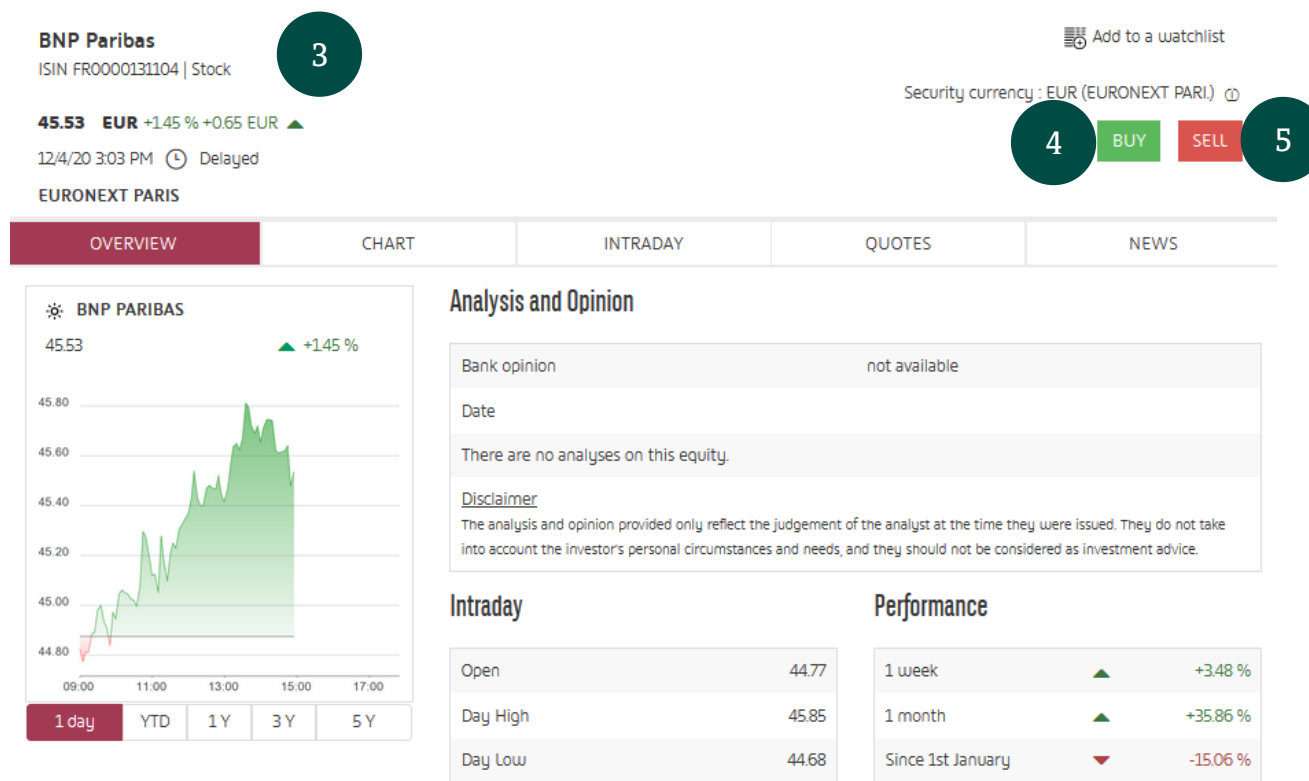 BNP Paribas
ISIN FR0000131104 | Stock
3
Add to a watchlist
Security currency : EUR (EURONEXT PARI.)
45.53 EUR +1.45 % +0.65 EUR
12/4/20 3:03 PM Delayed
EURONEXT PARIS
4
BUY
SELL
5
OVERVIEW
CHART
INTRADAY
QUOTES
NEWS
BNP PARIBAS
45.53 +1.45 %
45.80
45.60
45.40
45.20
45.00
44.80
09:00 11:00 13:00 15:00 17:00
1 day YTD 1 Y 3 Y 5 Y
Analysis and Opinion
Bank opinion not available
Date
There are no analyses on this equity.
Disclaimer
The analysis and opinion provided only reflect the judgement of the analyst at the time they were issued. They do not take
into account the investor's personal circumstances and needs, and they should not be considered as investment advice.
Intraday
Open 44.77
Day High 45.85
Day Low 44.68
Performance
1 week +3.48 %
1 month +35.86 %
Since 1st January -15.06 %